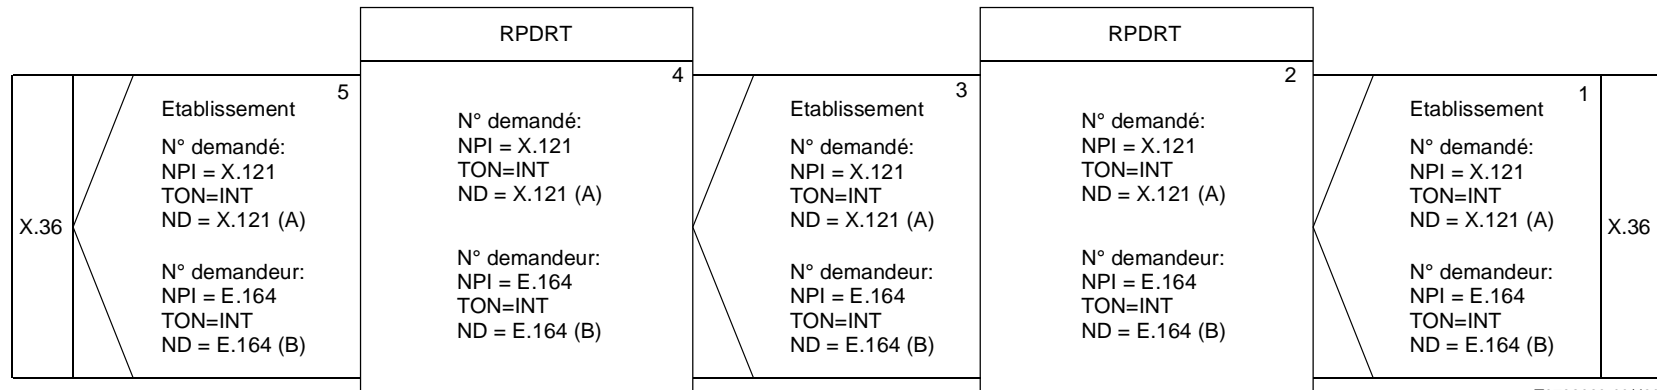 RPDRT
RPDRT
X.36
5
Etablissement
N° demandé:
NPI = X.121
TON=INT
ND = X.121 (A)
N° demandeur:
NPI = E.164
TON=INT
ND = E.164 (B)
4
N° demandé:
NPI = X.121
TON=INT
ND = X.121 (A)
N° demandeur:
NPI = E.164
TON=INT
ND = E.164 (B)
3
Etablissement
N° demandé:
NPI = X.121
TON=INT
ND = X.121 (A)
N° demandeur:
NPI = E.164
TON=INT
ND = E.164 (B)
2
N° demandé:
NPI = X.121
TON=INT
ND = X.121 (A)
N° demandeur:
NPI = E.164
TON=INT
ND = E.164 (B)
1
Etablissement
N° demandé:
NPI = X.121
TON=INT
ND = X.121 (A)
N° demandeur:
NPI = E.164
TON=INT
ND = E.164 (B)
X.36